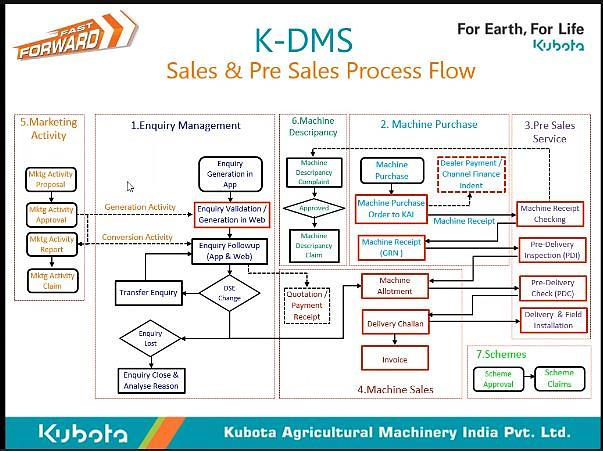 FAST
FORWARD
K-DMS
Sales & Pre Sales Process Flow
For Earth, For Life
Kubota
5.Marketing
Activity
Mktg Activity
Proposal
Mktg Activity
Approval
Mktg Activity
Report
Mktg Activity
Claim
1.Enquiry Management
Enquiry
Generation in
App
Generation Activity
Enquiry Validation /
Generation in Web
Conversion Activity
Enquiry Followup
(App & Web)
Transfer Enquiry
DSE
Change
Quotation /
Payment
Receipt
Enquiry
Lost
Enquiry Close &
Analyse Reason
6.Machine
Descripancy
Machine
Descripancy
Complaint
Approved
Machine
Descripancy
Claim
2. Machine Purchase
Machine
Purchase
Dealer Payment /
Channel Finance
Indent
Machine Purchase
Order to KAI
Machine Receipt
Machine Receipt
(GRN )
3.Pre Sales
Service
Machine Receipt
Checking
Pre-Delivery
Inspection (PDI)
Pre-Delivery
Check (PDC)
Delivery & Field
Installation
Machine
Allotment
Delivery Challan
Invoice
4.Machine Sales
7.Schemes
Scheme
Approval
Scheme
Claims
Kubota
Kubota Agricultural Machinery India Pvt. Ltd.